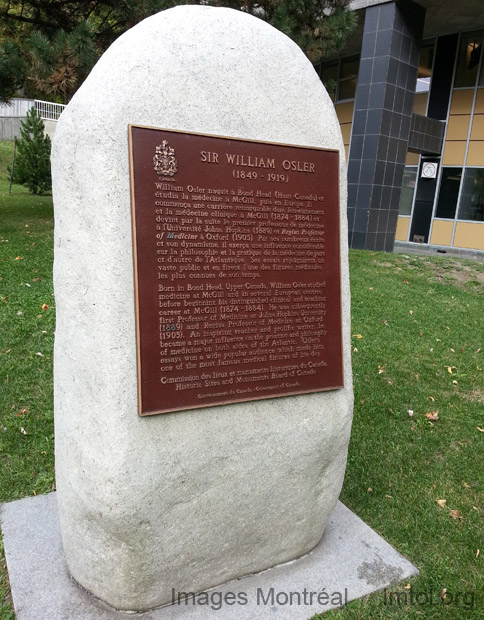 SIR WILLIAM OSLER
(1849 - 1919)
William Osler naquit à Bond Head (Haut-Canada) et
étudia la médecine à McGill, puis en Europe. Il
commença une carrière remarquable dans l'enseignement
et la médecine clinique à McGill (1874-1884) et
devint par la suite le premier professeur de médecine
à l'Université Johns Hopkins (1889) et Regius Professor
of Medicine à Oxford (1905). Par ses nombreux écrits
et son dynamisme, il exerça une influence considérable
sur la philosophie et la pratique de la médecine de part
et d'autre de l'Atlantique. Ses essais rejoignirent un
vaste public et en firent l'une des figures médicales
les plus connues de son temps.
Born in Bond Head, Upper Canada, William Osler studied
medicine at McGill and in several European centres
before beginning his distinguished clinical and teaching
career at McGill (1874-1884). He was subsequently
first Professor of Medicine at Johns Hopkins University
(1889) and Regius Professor of Medicine at Oxford
(1905). An inspiring teacher and prolific writer, he
became a major influence on the practice and philosophy
of medicine on both sides of the Atlantic. Osler's
essays won a wide popular audience which made him
one of the most famous medical figures of his day.
Commission des lieux et monuments historiques du Canada.
Historic Sites and Monuments Board of Canada.
Gouvernement du Canada - Government of Canada
Images Montréal - imtol.org